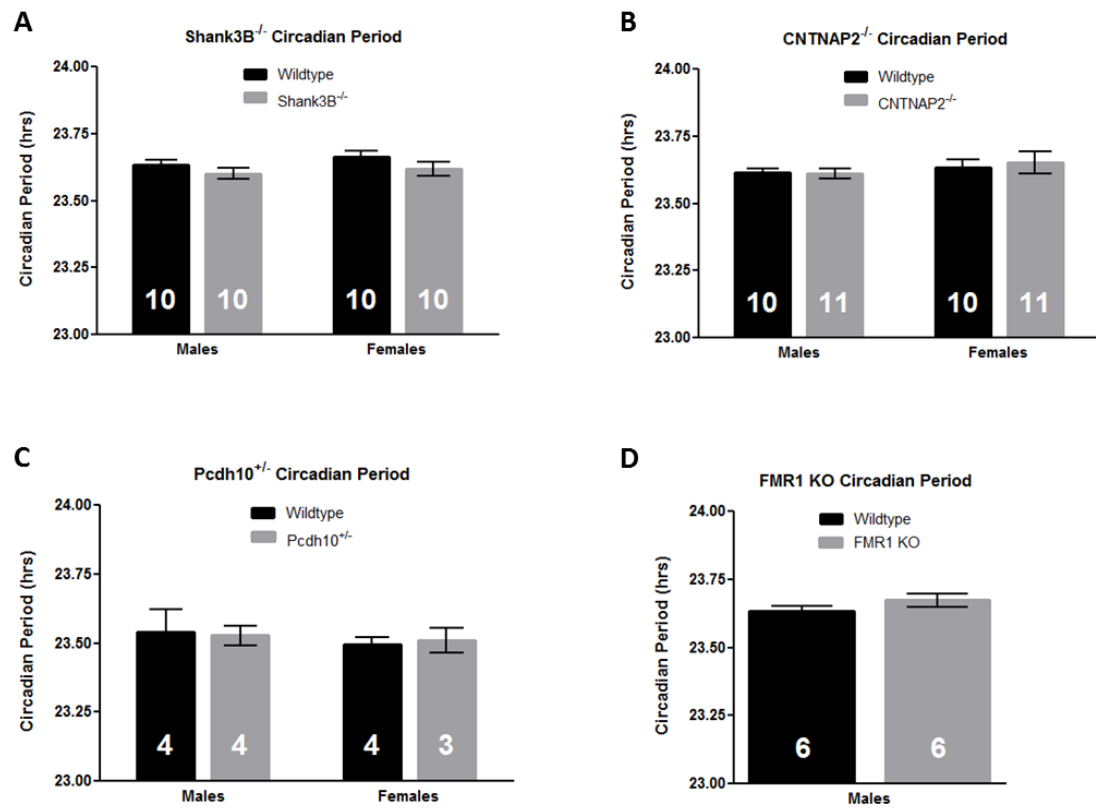 A
Shank3B-/- Circadian Period
Wildtype
Shank3B-/-
Circadian Period (hrs)
24.00
23.75
23.50
23.25
23.00
10
10
10
10
Males
Females
B
CNTNAP2-/- Circadian Period
Wildtype
CNTNAP2-/-
Circadian Period (hrs)
24.00
23.75
23.50
23.25
23.00
10
11
10
11
Males
Females
C
Pcdh10+/- Circadian Period
Wildtype
Pcdh10+/-
Circadian Period (hrs)
24.00
23.75
23.50
23.25
23.00
4
4
4
3
Males
Females
D
FMR1 KO Circadian Period
Wildtype
FMR1 KO
Circadian Period (hrs)
24.00
23.75
23.50
23.25
23.00
6
6
Males